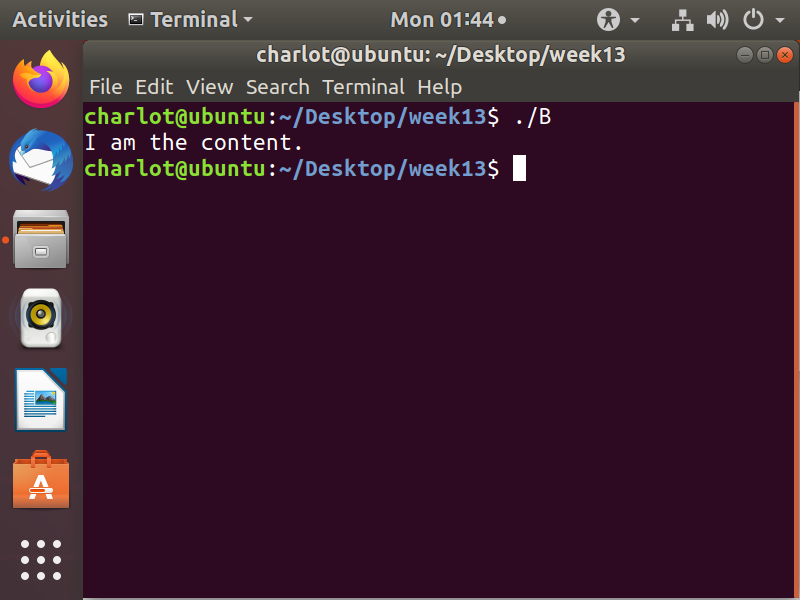 Activities Terminal Mon 01:44
charlot@ubuntu: ~/Desktop/week13
File Edit View Search Terminal Help
charlot@ubuntu:~/Desktop/week13$ ./B
I am the content.
charlot@ubuntu:~/Desktop/week13$